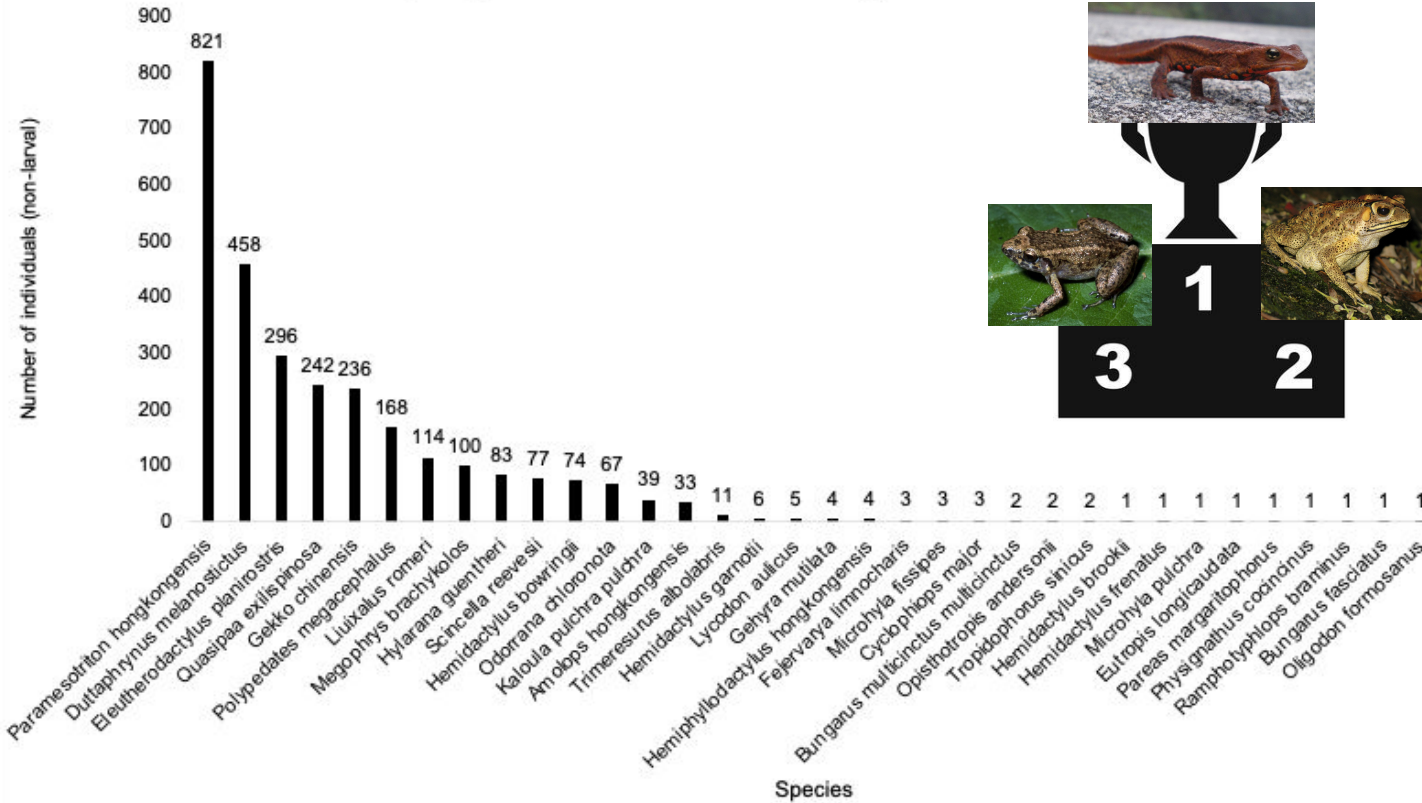 900
800
700
600
500
400
300
200
100
0
Number of individuals (non-larval)
821
458
296
242
236
168
114
100
83
77
74
67
39
33
11
6
5
4
4
3
3
3
2
2
2
1
1
1
1
1
1
1
1
1
Paramesotriton hongkongensis
Duttaphrynus melanostictus
Eleutherodactylus planirostris
Quasipaa exilispinosa
Gekko chinensis
Polypedates megacephalus
Liuixalus romeri
Megophrys brachykolos
Hylarana guentheri
Scincella reevesii
Hemidactylus bowringii
Odorrana chloronota
Kaloula pulchra pulchra
Amolops hongkongensis
Trimeresurus albolabris
Hemidactylus garnotii
Lycodon aulicus
Gehyra mutilata
Hemiphyllodactylus hongkongensis
Fejervarya limnocharis
Microhyla fissipes
Cyclophiops major
Bungarus multicinctus multicinctus
Opisthotropis andersonii
Tropidophorus sinicus
Hemidactylus brookii
Hemidactylus frenatus
Microhyla pulchra
Eutropis longicaudata
Pareas margaritophorus
Physignathus cocincinus
Ramphotyphlops braminus
Bungarus fasciatus
Oligodon formosanus
Species
1
3
2